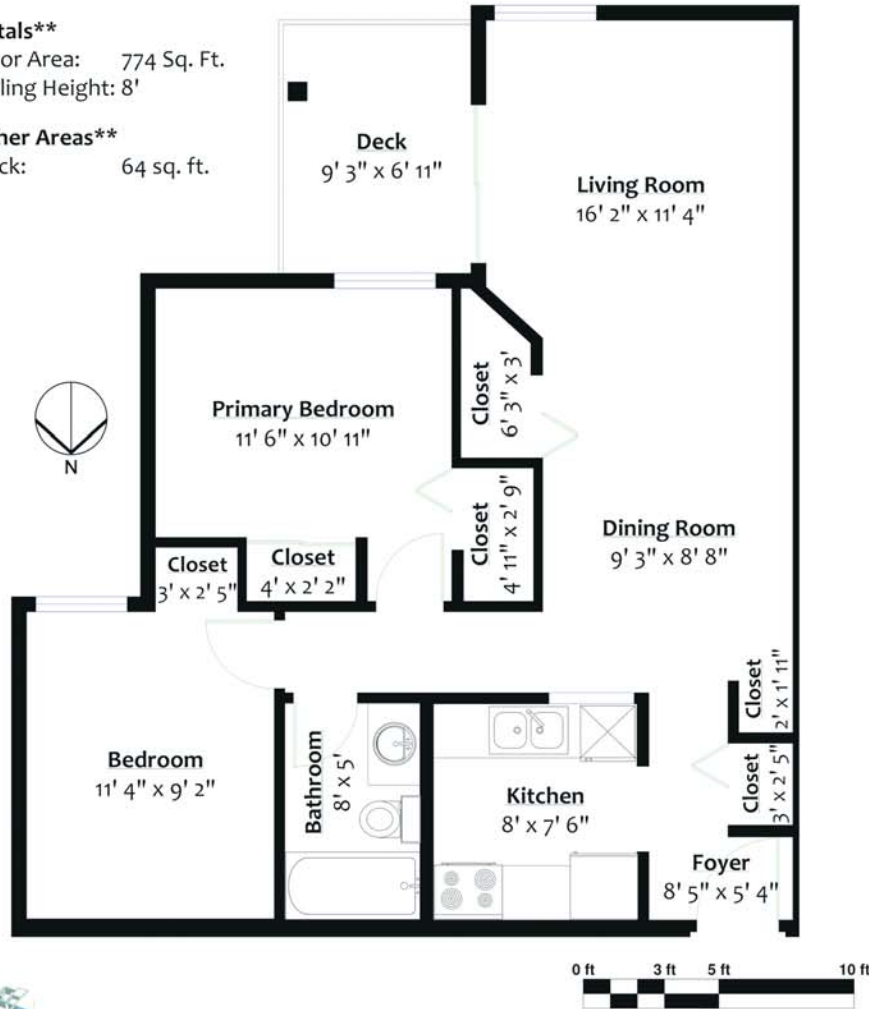 tals**
or Area: 774 Sq. Ft.
ling Height: 8'
ner Areas**
ck: 64 sq. ft.
Deck
9' 3" x 6' 11"
Living Room
16' 2" x 11' 4"
Closet
6' 3" x 3'
Primary Bedroom
11' 6" x 10' 11"
N
Closet
4' 11" x 2' 9"
Dining Room
9' 3" x 8' 8"
Closet
3' x 2' 5"
Closet
4' x 2' 2"
Closet
2' x 1' 11"
Bedroom
11' 4" x 9' 2"
Bathroom
8' x 5'
Kitchen
8' x 7' 6"
Closet
3' x 2' 5"
Foyer
8' 5" x 5' 4"
0 ft 3 ft 5 ft 10 ft